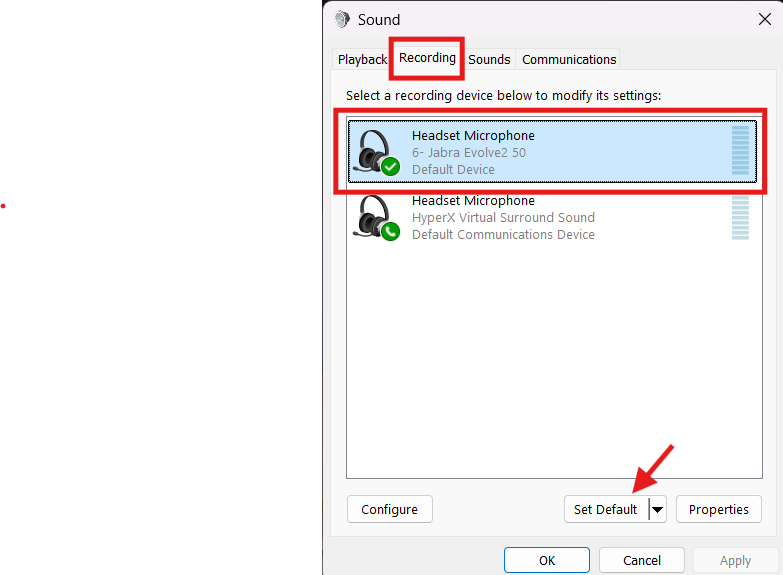 Sound
Playback Recording Sounds Communications
Select a recording device below to modify its settings:
Headset Microphone
6- Jabra Evolve2 50
Default Device
Headset Microphone
HyperX Virtual Surround Sound
Default Communications Device
Configure Set Default Properties
OK Cancel Apply